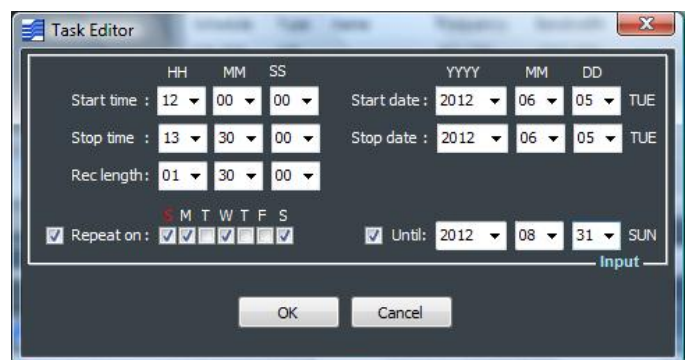 Task Editor
HH MM SS YYYY MM DD
Start time : 12 00 00 Start date : 2012 06 05 TUE
Stop time : 13 30 00 Stop date : 2012 06 05 TUE
Rec length: 01 30 00
S M T W T F S
Repeat on : Until: 2012 08 31 SUN
Input
OK Cancel